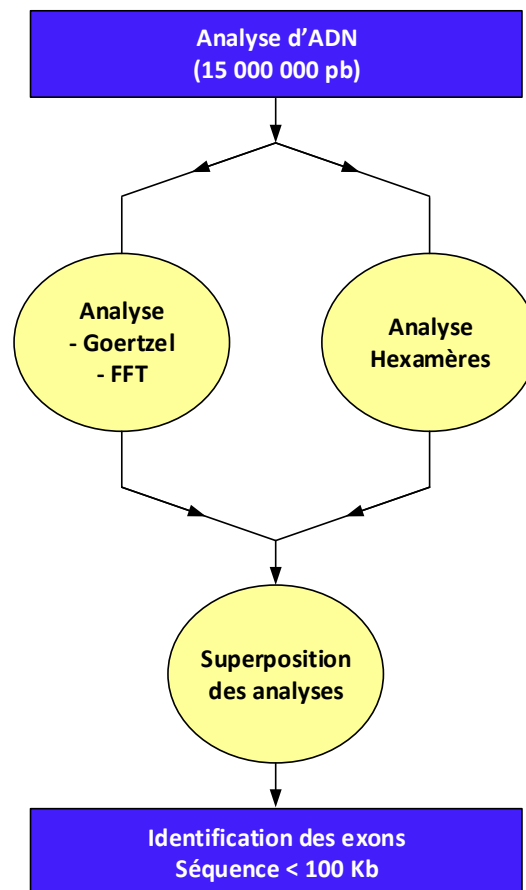 Analyse d’ADN
(15 000 000 pb)
Analyse
- Goertzel
- FFT
Analyse
Hexamères
Superposition
des analyses
Identification des exons
Séquence < 100 Kb